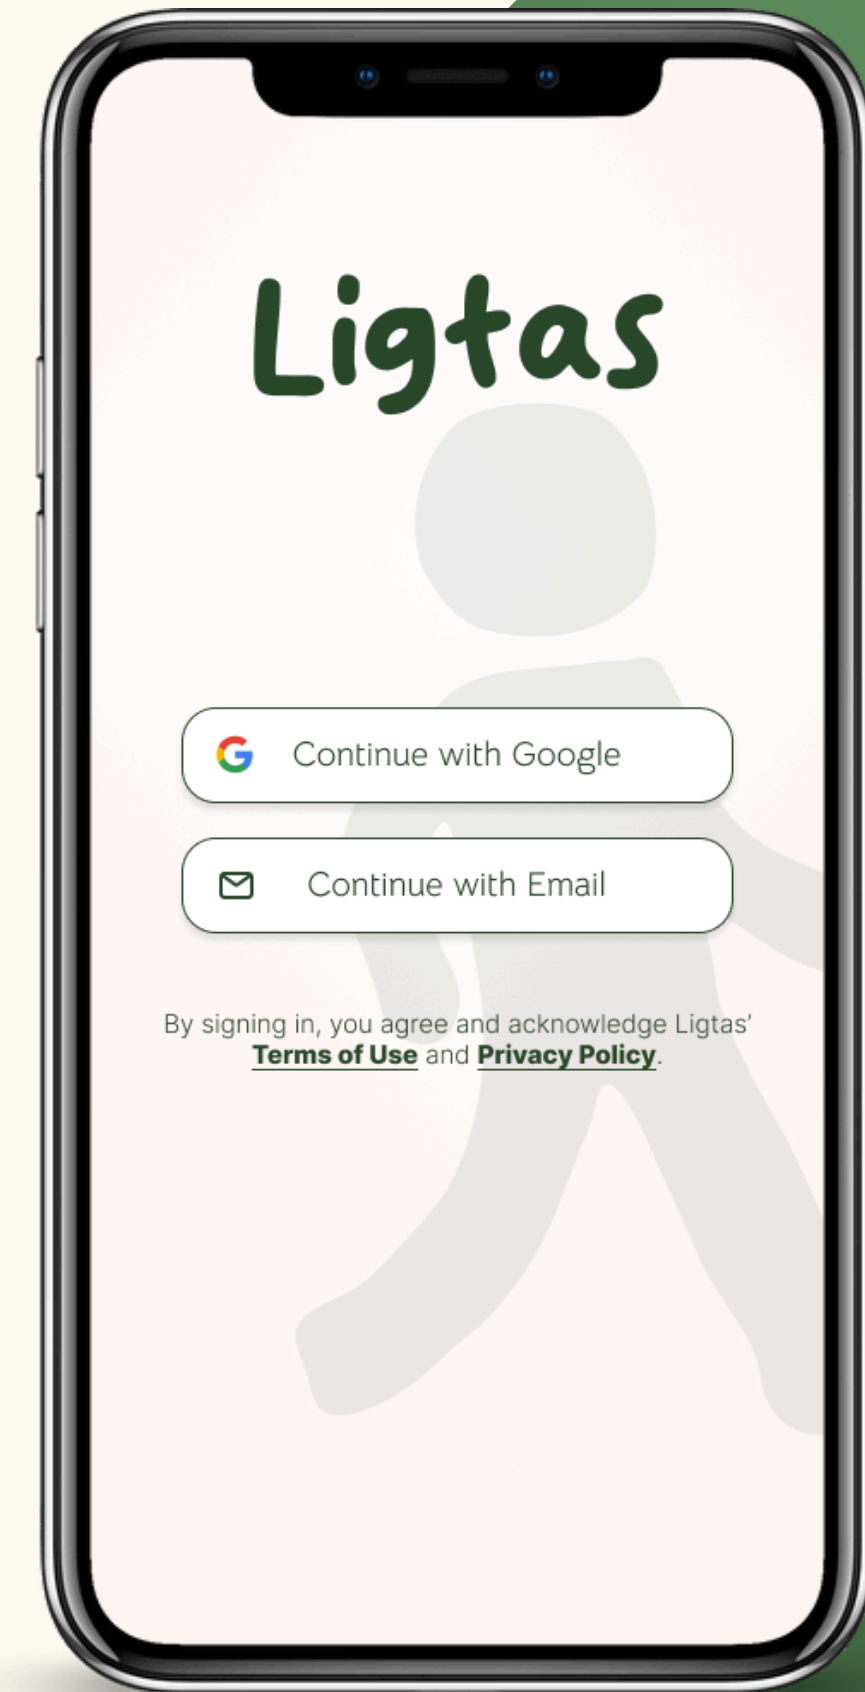 Ligtas
Continue with Google
Continue with Email
By signing in, you agree and acknowledge Ligtas’
Terms of Use and Privacy Policy.